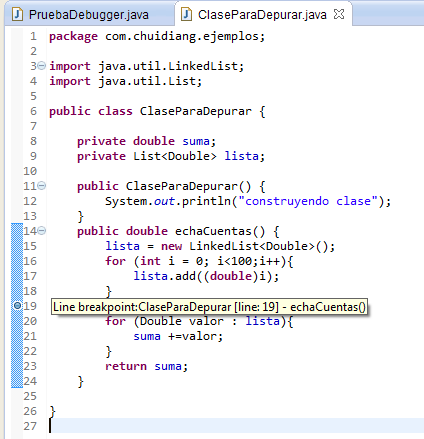 PruebaDebugger.java ClaseParaDepurar.java
1 package com.chuidiang.ejemplos;
2
3 import java.util.LinkedList;
4 import java.util.List;
5
6 public class ClaseParaDepurar {
7
8 private double suma;
9 private List<Double> lista;
10
11 public ClaseParaDepurar() {
12 System.out.println("construyendo clase");
13 }
14 public double echaCuentas() {
15 lista = new LinkedList<Double>();
16 for (int i = 0; i<100;i++){
17 lista.add((double)i);
18 }
19 Line breakpoint:ClaseParaDepurar [line: 19] - echaCuentas()
20 for (Double valor : lista){
21 suma +=valor;
22 }
23 return suma;
24 }
25
26 }
27